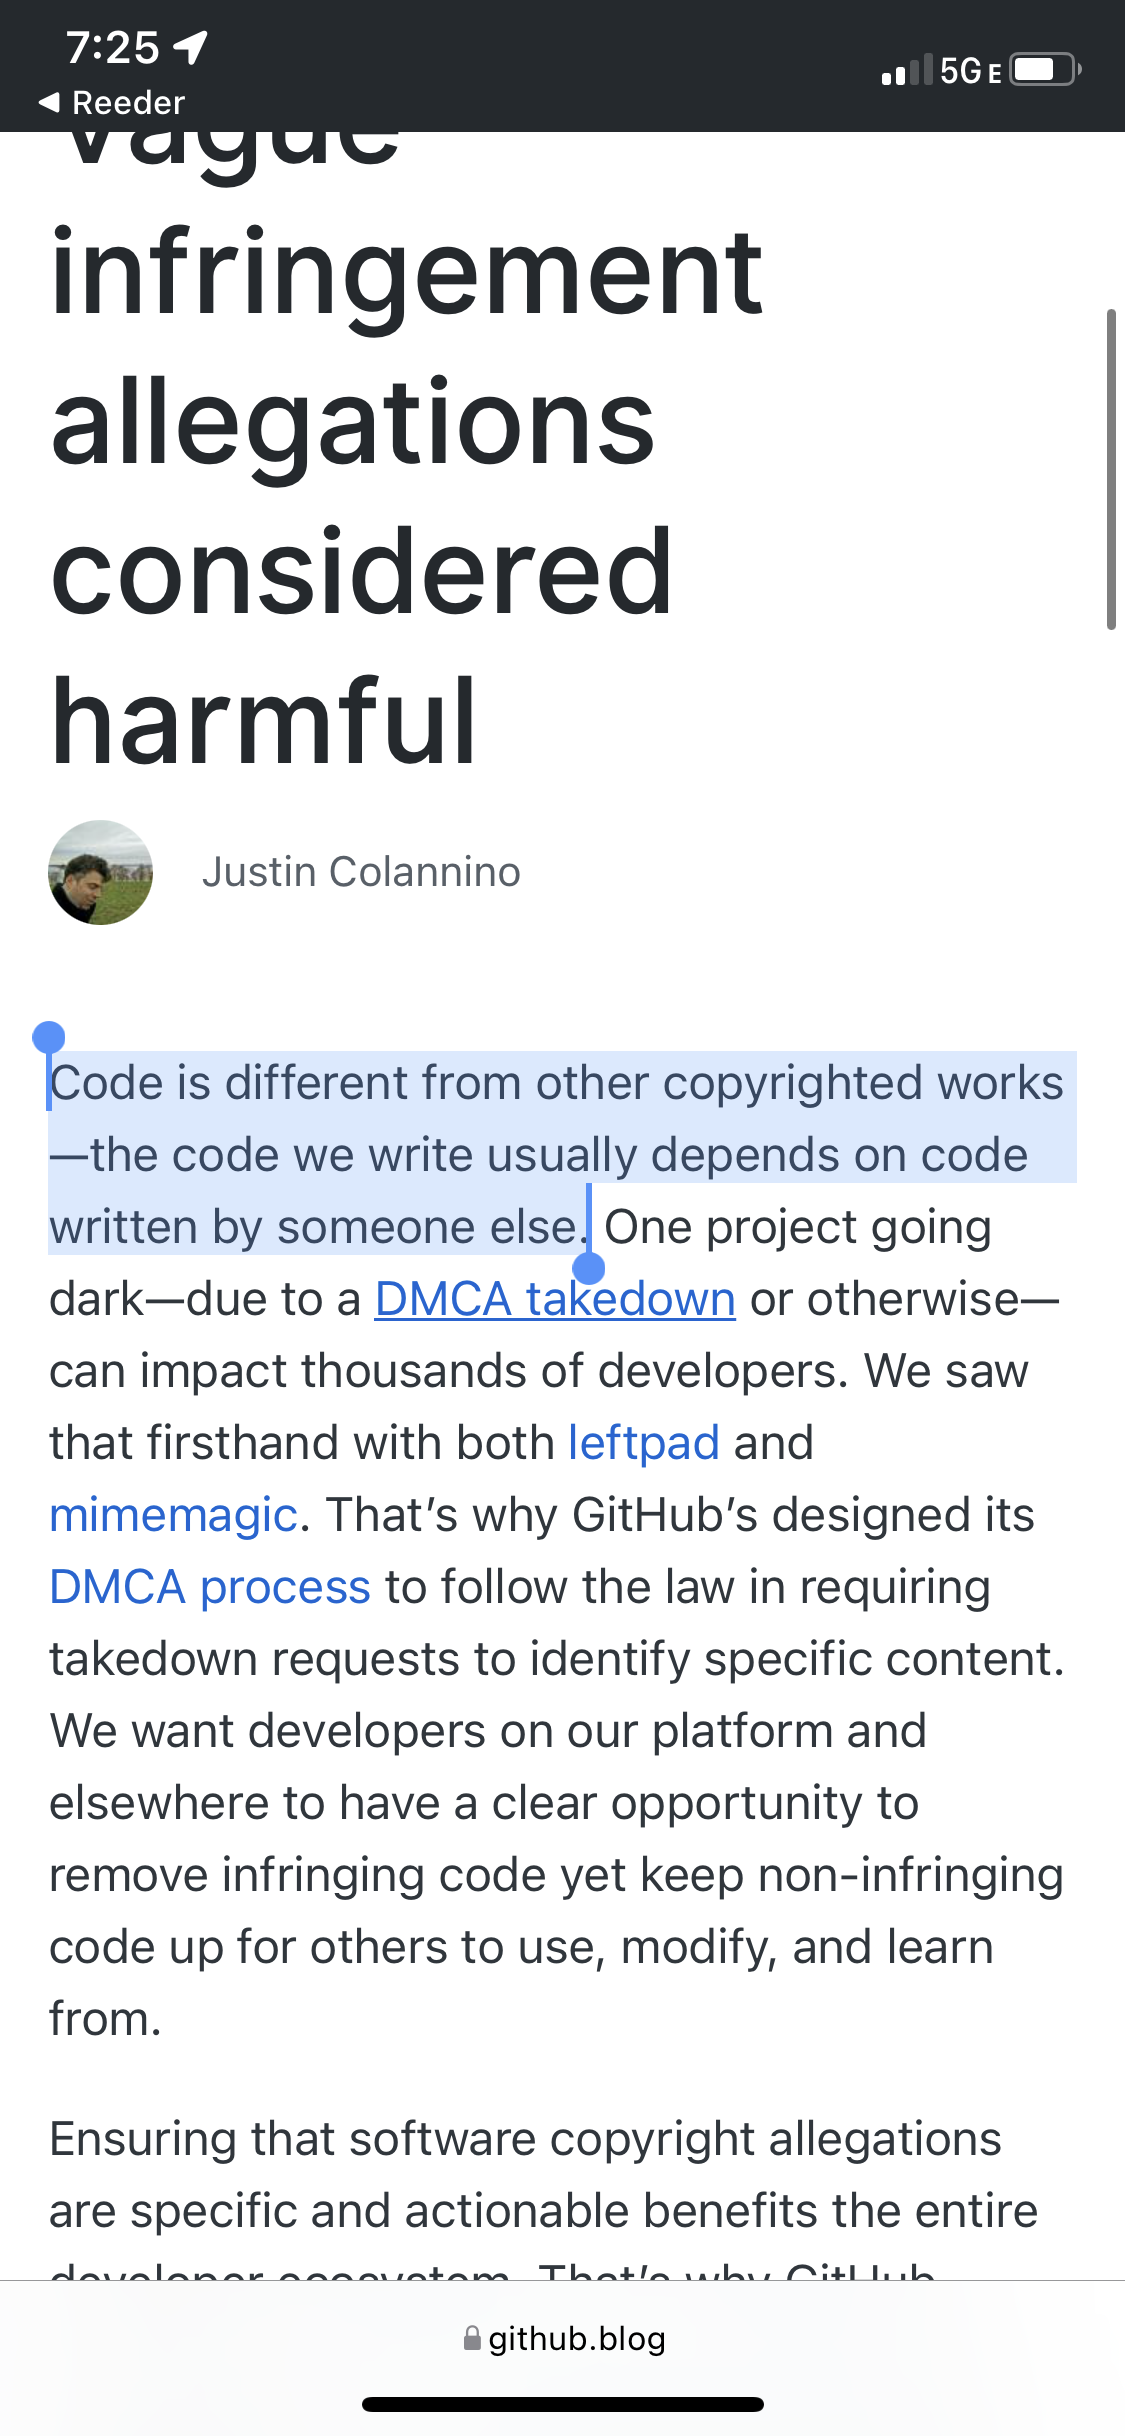 7:25
Reeder
5G E
vague
infringement
allegations
considered
harmful
Justin Colannino
Code is different from other copyrighted works
—the code we write usually depends on code
written by someone else. One project going
dark—due to a DMCA takedown or otherwise—
can impact thousands of developers. We saw
that firsthand with both leftpad and
mimemagic. That’s why GitHub’s designed its
DMCA process to follow the law in requiring
takedown requests to identify specific content.
We want developers on our platform and
elsewhere to have a clear opportunity to
remove infringing code yet keep non-infringing
code up for others to use, modify, and learn
from.
Ensuring that software copyright allegations
are specific and actionable benefits the entire
developer ecosystem. That’s why GitHub
github.blog